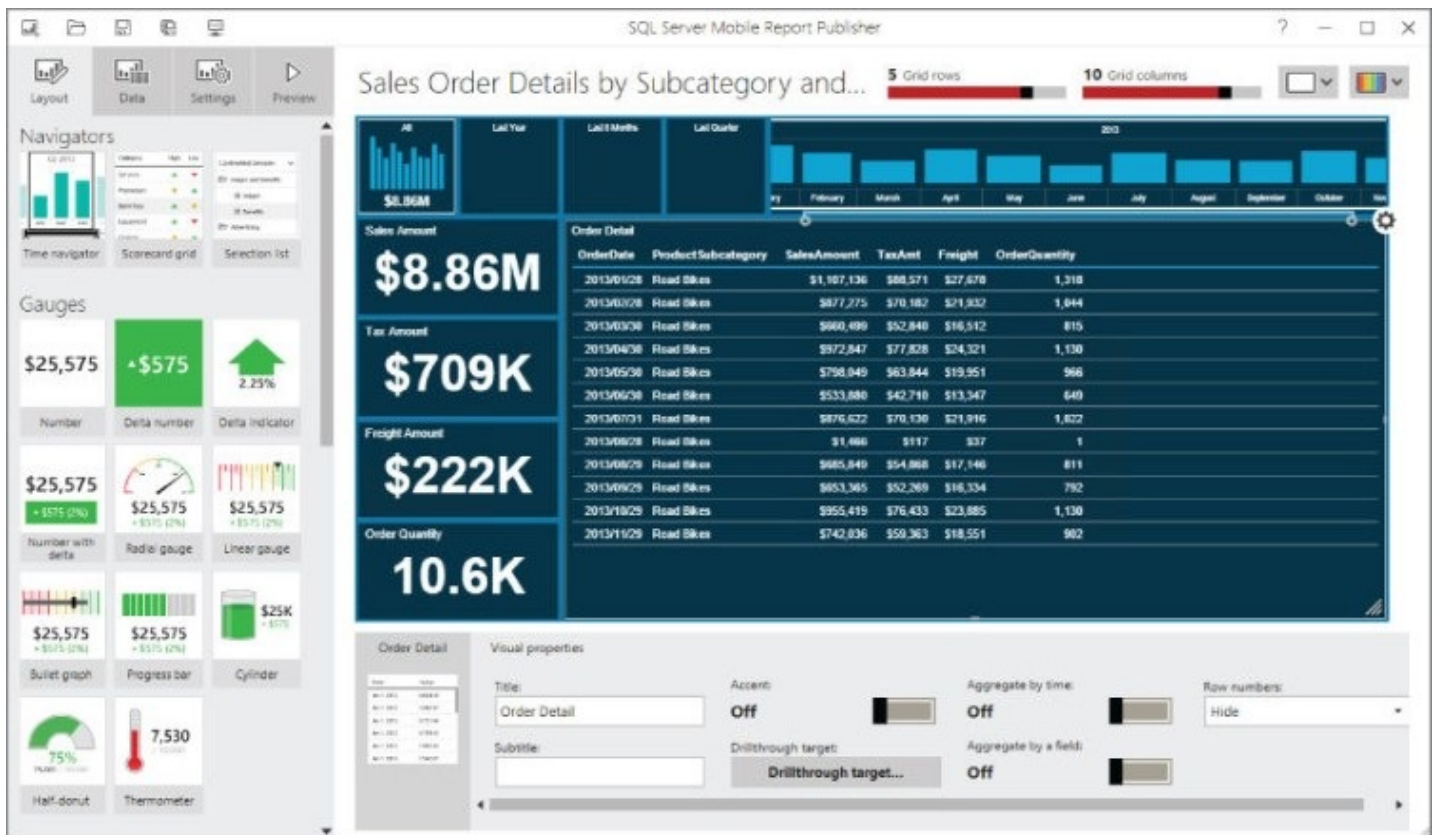 SQL Server Mobile Report Publisher
?
Layout
Data
Settings
Preview
Sales Order Details by Subcategory and...
5 Grid rows
10 Grid columns
Navigators
Time navigator
Scorecard grid
Selection list
Gauges
$25,575
Number
$575
Delta number
2.25%
Delta indicator
$25,575
+ $575 (2%)
Number with delta
$25,575
+ $575 (2%)
Radial gauge
$25,575
+ $575 (2%)
Linear gauge
$25,575
+ $575 (2%)
Bullet graph
$25,575
+ $575 (2%)
Progress bar
$25K
+ $575
Cylinder
75%
Half-donut
7,530
Thermometer
All
$8.86M
Last Year
Last 6 Months
Last Quarter
2013
February March April May June July August September October
Sales Amount
$8.86M
Tax Amount
$709K
Freight Amount
$222K
Order Quantity
10.6K
Order Detail
OrderDate ProductSubcategory SalesAmount TaxAmt Freight OrderQuantity
2013/01/28 Road Bikes $1,107,136 $88,571 $27,678 1,318
2013/02/28 Road Bikes $877,275 $70,182 $21,932 1,044
2013/03/30 Road Bikes $660,499 $52,840 $16,512 815
2013/04/30 Road Bikes $972,847 $77,828 $24,321 1,130
2013/05/30 Road Bikes $798,049 $63,844 $19,951 966
2013/06/30 Road Bikes $533,880 $42,710 $13,347 649
2013/07/31 Road Bikes $876,622 $70,130 $21,916 1,022
2013/08/28 Road Bikes $1,466 $117 $37 1
2013/08/29 Road Bikes $685,849 $54,868 $17,146 811
2013/09/29 Road Bikes $653,365 $52,269 $16,334 792
2013/10/29 Road Bikes $955,419 $76,433 $23,885 1,130
2013/11/29 Road Bikes $742,036 $59,363 $18,551 902
Order Detail
Visual properties
Title:
Order Detail
Subtitle:
Accent:
Off
Drillthrough target:
Drillthrough target...
Aggregate by time:
Off
Aggregate by a field:
Off
Row numbers:
Hide